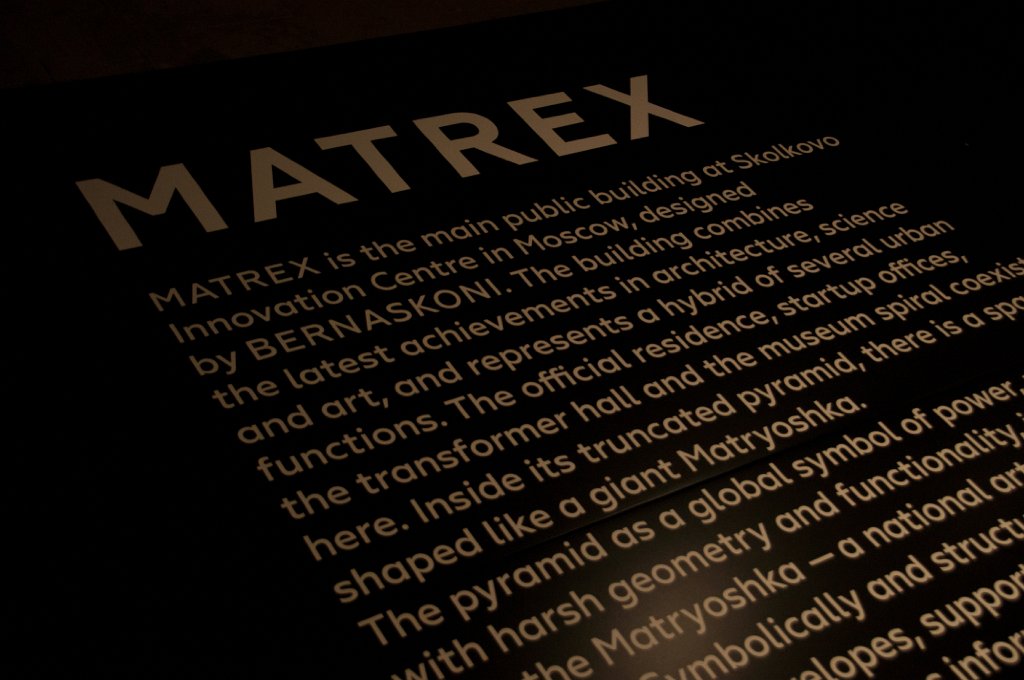 MATREX
MATREX is the main public building at Skolkovo
Innovation Centre in Moscow, designed
by BERNASKONI. The building combines
the latest achievements in architecture, science
and art, and represents a hybrid of several urban
functions. The official residence, startup offices,
the transformer hall and the museum spiral coexist
here. Inside its truncated pyramid, there is a
shaped like a giant Matryoshka.
The pyramid as a global symbol of power,
with harsh geometry and functionality,
the Matryoshka — a national
Symbolically and